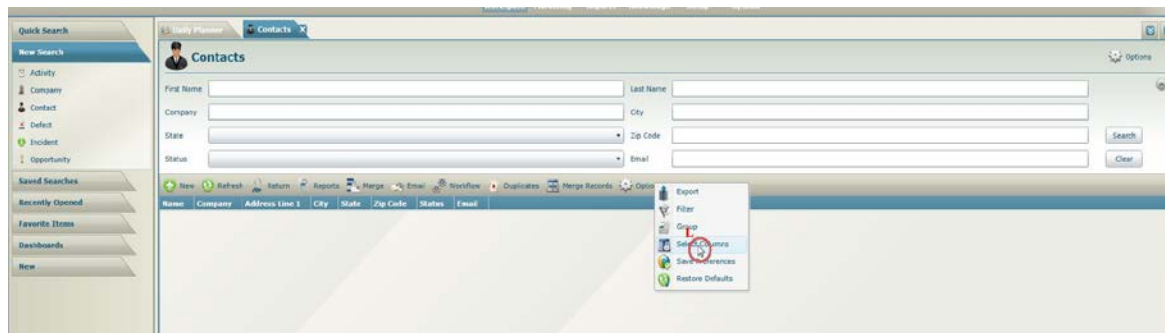 Quick Search
New Search
Activity
Company
Contact
Defect
Incident
Opportunity
Saved Searches
Recently Opened
Favorite Items
Dashboards
New
Daily Planner
Contacts X
Contacts
Options
First Name
Last Name
Company
City
State
Zip Code
Search
Status
Email
Clear
New Refresh Return Reports Merge Email Workflow Duplicates Merge Records
Name Company Address Line 1 City State Zip Code Status Email
Export
Filter
Group
L
Select Columns
Save Preferences
Restore Defaults